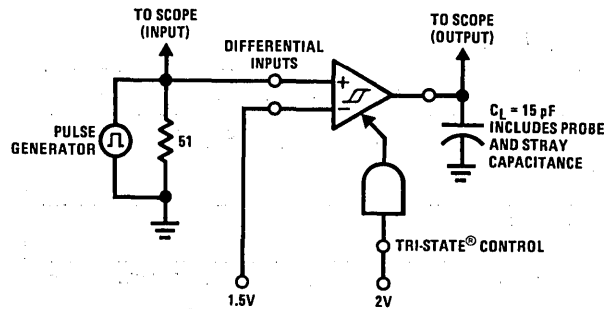 TO SCOPE
(INPUT)
TO SCOPE
(OUTPUT)
DIFFERENTIAL
INPUTS
+
−
PULSE
GENERATOR
51
C_L = 15 pF
INCLUDES PROBE
AND STRAY
CAPACITANCE
TRI-STATE® CONTROL
1.5V
2V